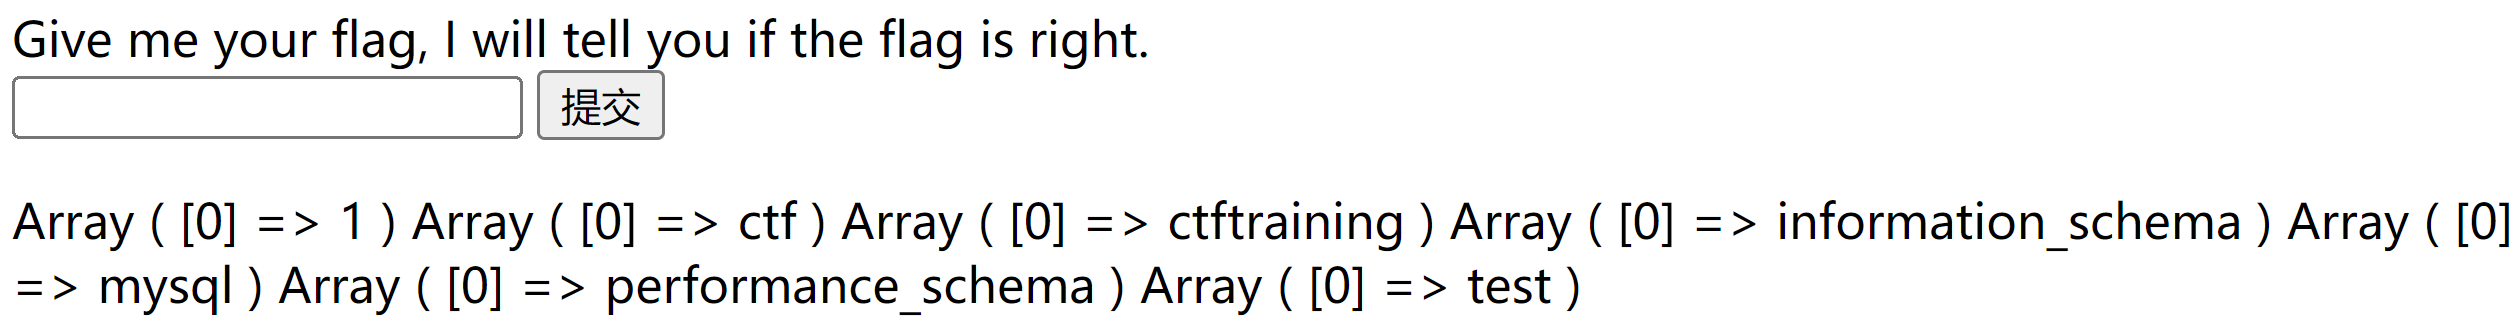 Give me your flag, I will tell you if the flag is right.
提交
Array ( [0] => 1 ) Array ( [0] => ctf ) Array ( [0] => ctftraining ) Array ( [0] => information_schema ) Array ( [0]
=> mysql ) Array ( [0] => performance_schema ) Array ( [0] => test )